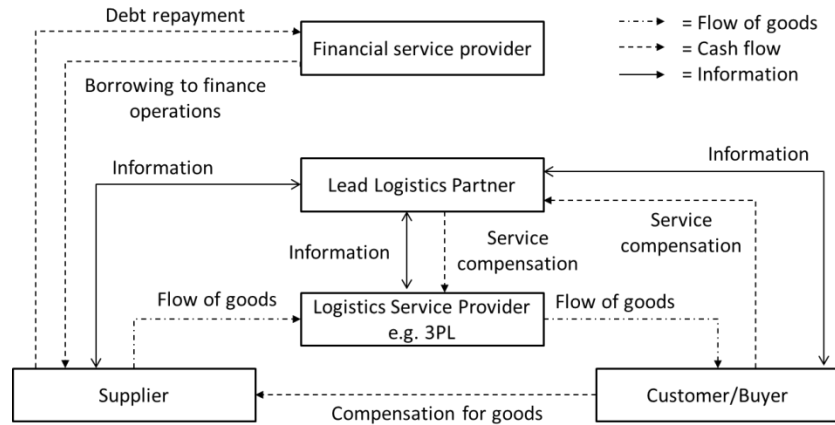 Debt repayment
Financial service provider
= Flow of goods
= Cash flow
= Information
Borrowing to finance
operations
Information
Lead Logistics Partner
Information
Information
Service
compensation
Service
compensation
Flow of goods
Logistics Service Provider
e.g. 3PL
Flow of goods
Supplier
Compensation for goods
Customer/Buyer